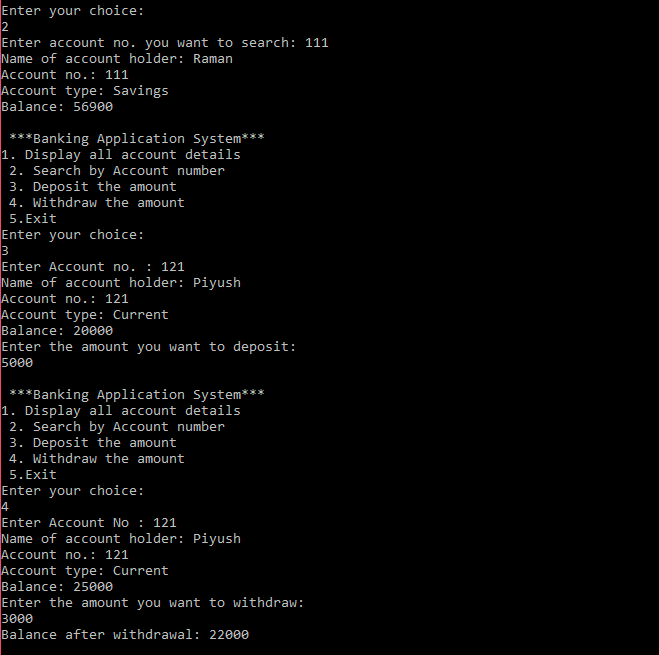 Enter your choice:
2
Enter account no. you want to search: 111
Name of account holder: Raman
Account no.: 111
Account type: Savings
Balance: 56900
***Banking Application System***
1. Display all account details
2. Search by Account number
3. Deposit the amount
4. Withdraw the amount
5.Exit
Enter your choice:
3
Enter Account no. : 121
Name of account holder: Piyush
Account no.: 121
Account type: Current
Balance: 20000
Enter the amount you want to deposit:
5000
***Banking Application System***
1. Display all account details
2. Search by Account number
3. Deposit the amount
4. Withdraw the amount
5.Exit
Enter your choice:
4
Enter Account No : 121
Name of account holder: Piyush
Account no.: 121
Account type: Current
Balance: 25000
Enter the amount you want to withdraw:
3000
Balance after withdrawal: 22000